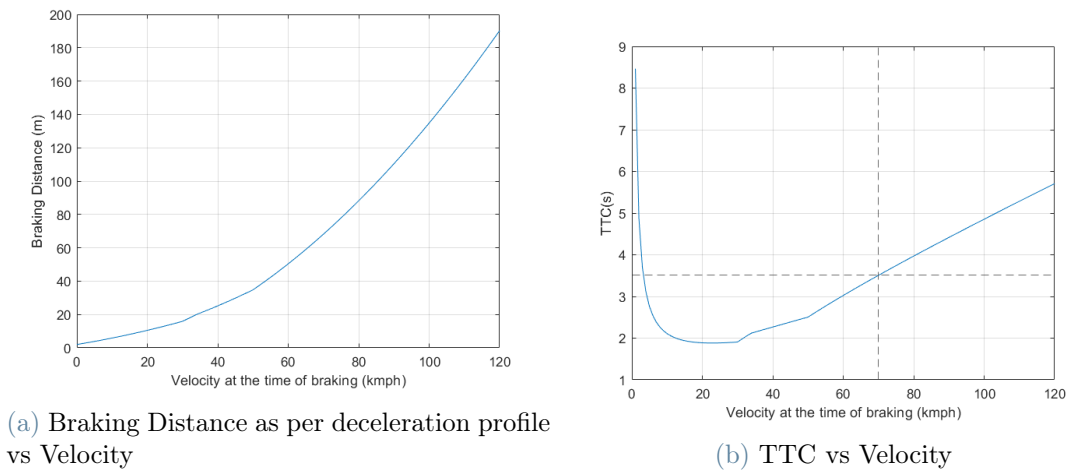 200
180
160
140
120
100
80
60
40
20
0
Braking Distance (m)
0 20 40 60 80 100 120
Velocity at the time of braking (kmph)
(a) Braking Distance as per deceleration profile
vs Velocity
9
8
7
6
5
4
3
2
1
TTC(s)
0 20 40 60 80 100 120
Velocity at the time of braking (kmph)
(b) TTC vs Velocity